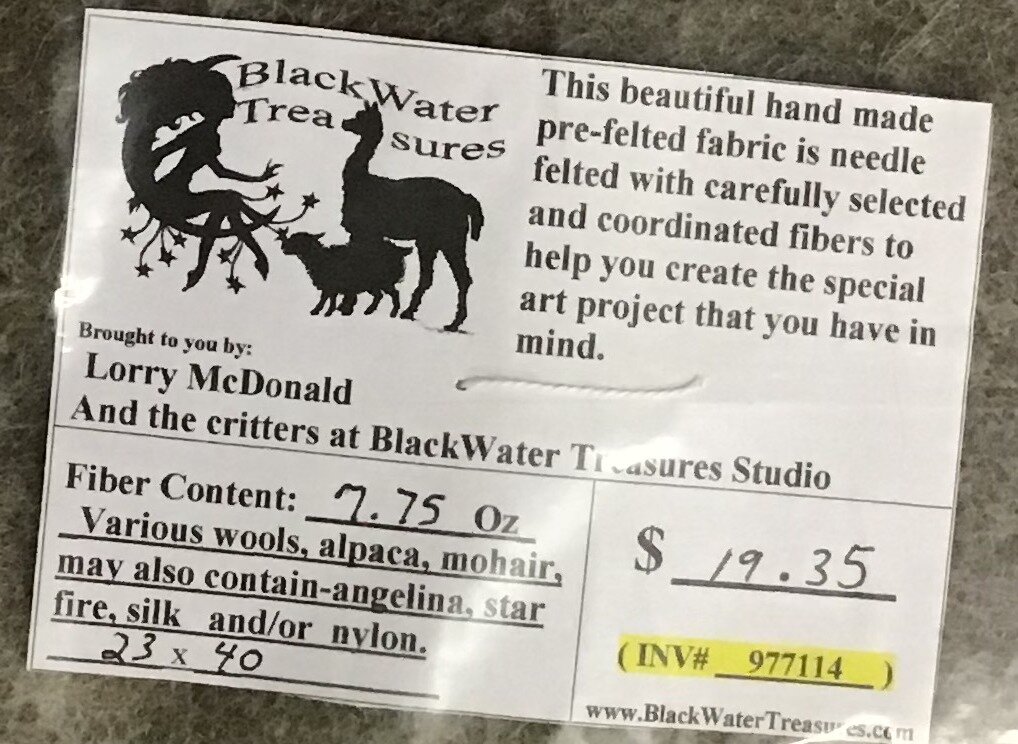 BlackWater
Treasures
This beautiful hand made
pre-felted fabric is needle
felted with carefully selected
and coordinated fibers to
help you create the special
art project that you have in
mind.
Brought to you by:
Lorry McDonald
And the critters at BlackWater Treasures Studio
Fiber Content: 7.75 Oz
Various wools, alpaca, mohair,
may also contain-angelina, star
fire, silk and/or nylon.
23 x 40
$ 19.35
( INV# 977114 )
www.BlackWaterTreasures.com